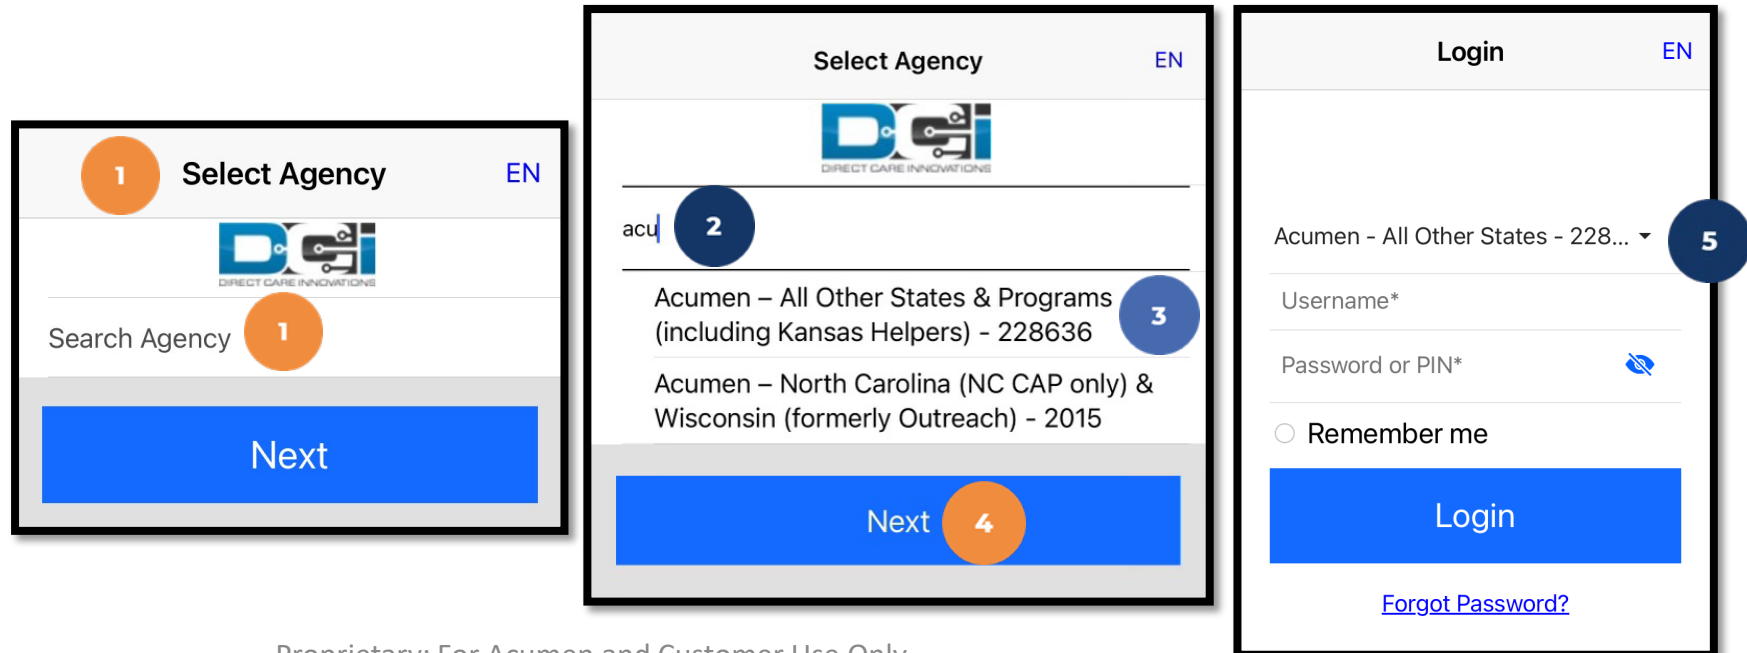 1
Select Agency
EN
DCi
DIRECT CARE INNOVATIONS
Search Agency
1
Next
Select Agency
EN
DCi
DIRECT CARE INNOVATIONS
acu
2
Acumen – All Other States & Programs
(including Kansas Helpers) - 228636
3
Acumen – North Carolina (NC CAP only) &
Wisconsin (formerly Outreach) - 2015
Next
4
Login
EN
Acumen - All Other States - 228...
5
Username*
Password or PIN*
Remember me
Login
Forgot Password?
Proprietary: For Acumen and Customer Use Only